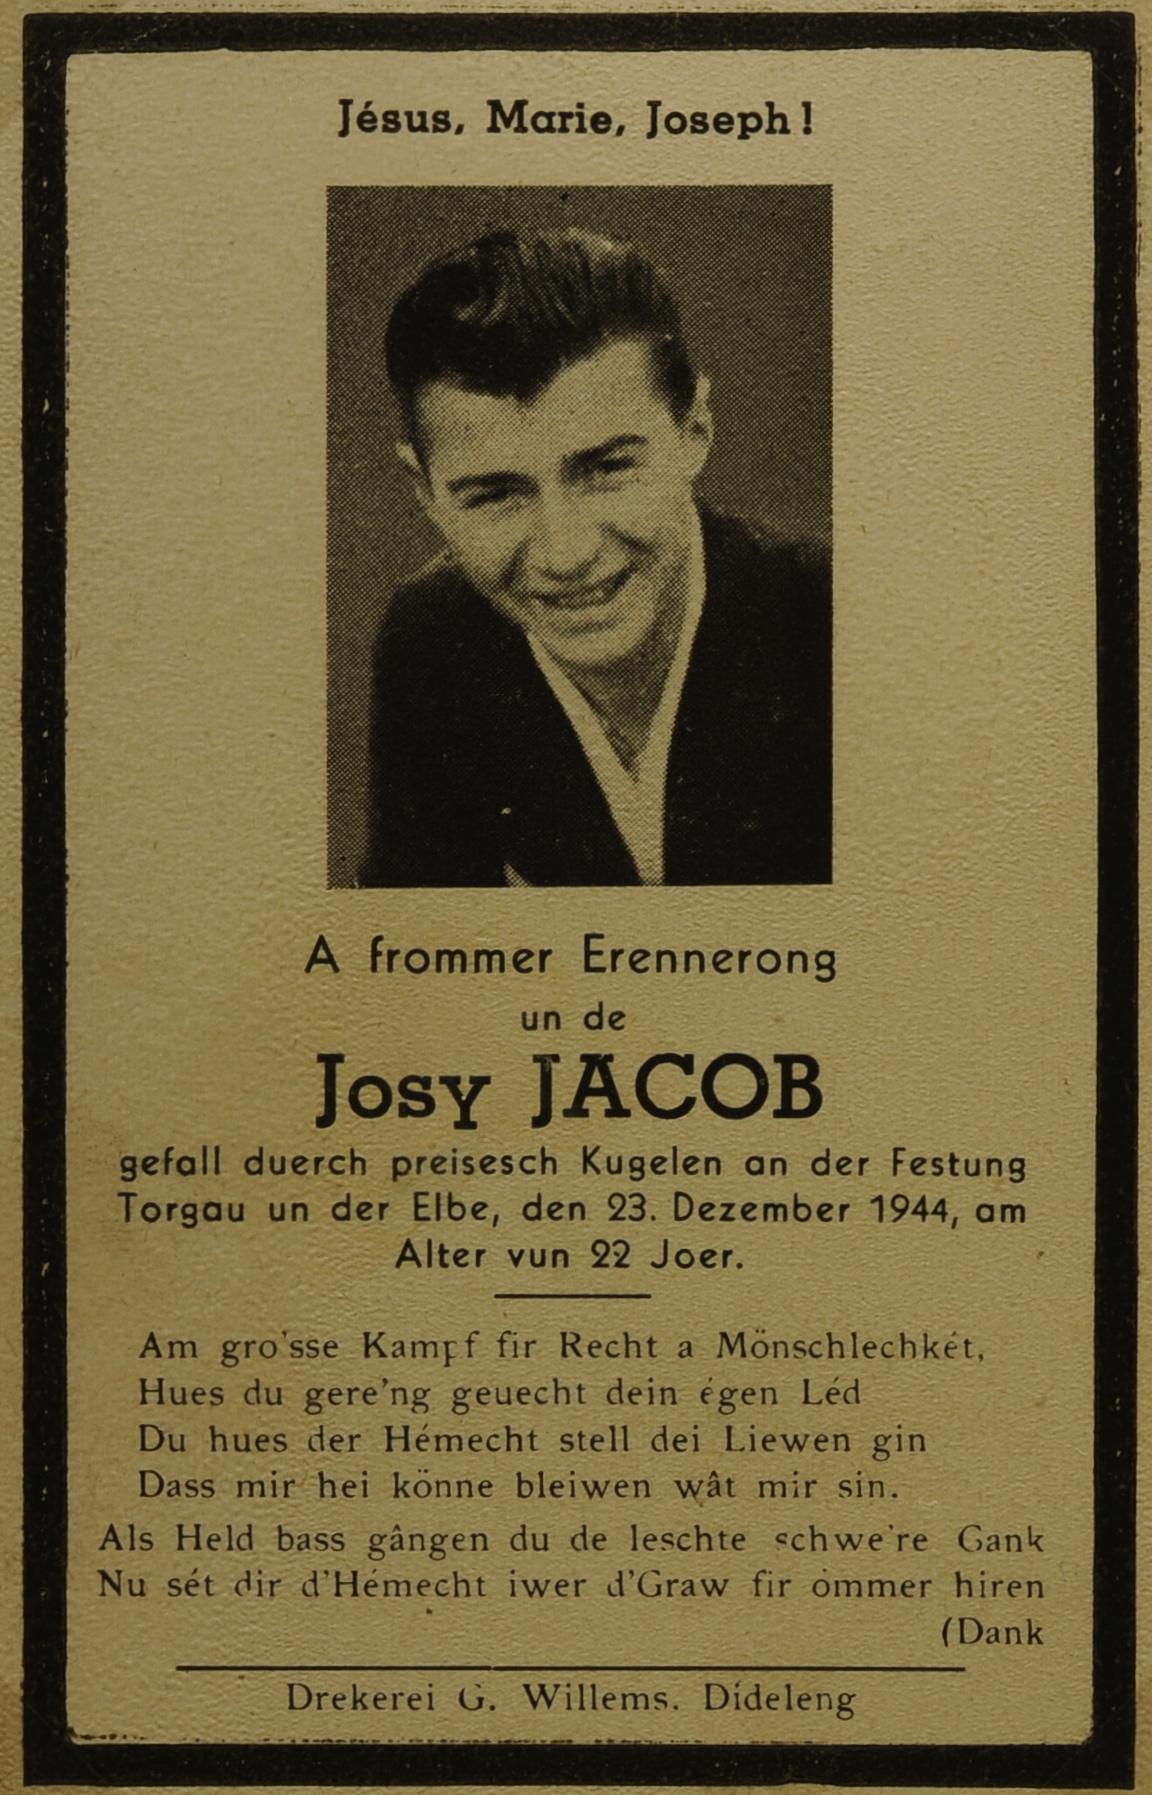 Jésus, Marie, Joseph!
A frommer Erennerong
un de
Josy JACOB
gefall duerch preisesch Kugelen an der Festung
Torgau un der Elbe, den 23. Dezember 1944, am
Alter vun 22 Joer.
Am gro'sse Kampf fir Recht a Mönschlechkét,
Hues du gere'ng geuecht dein égen Léd
Du hues der Hémecht stell dei Liewen gin
Dass mir hei könne bleiwen wât mir sin.
Als Held bass gângen du de leschte schwe're Gank
Nu sét dir d'Hémecht iwer d'Graw fir ömmer hiren
(Dank
Drekerei G. Willems. Dideleng